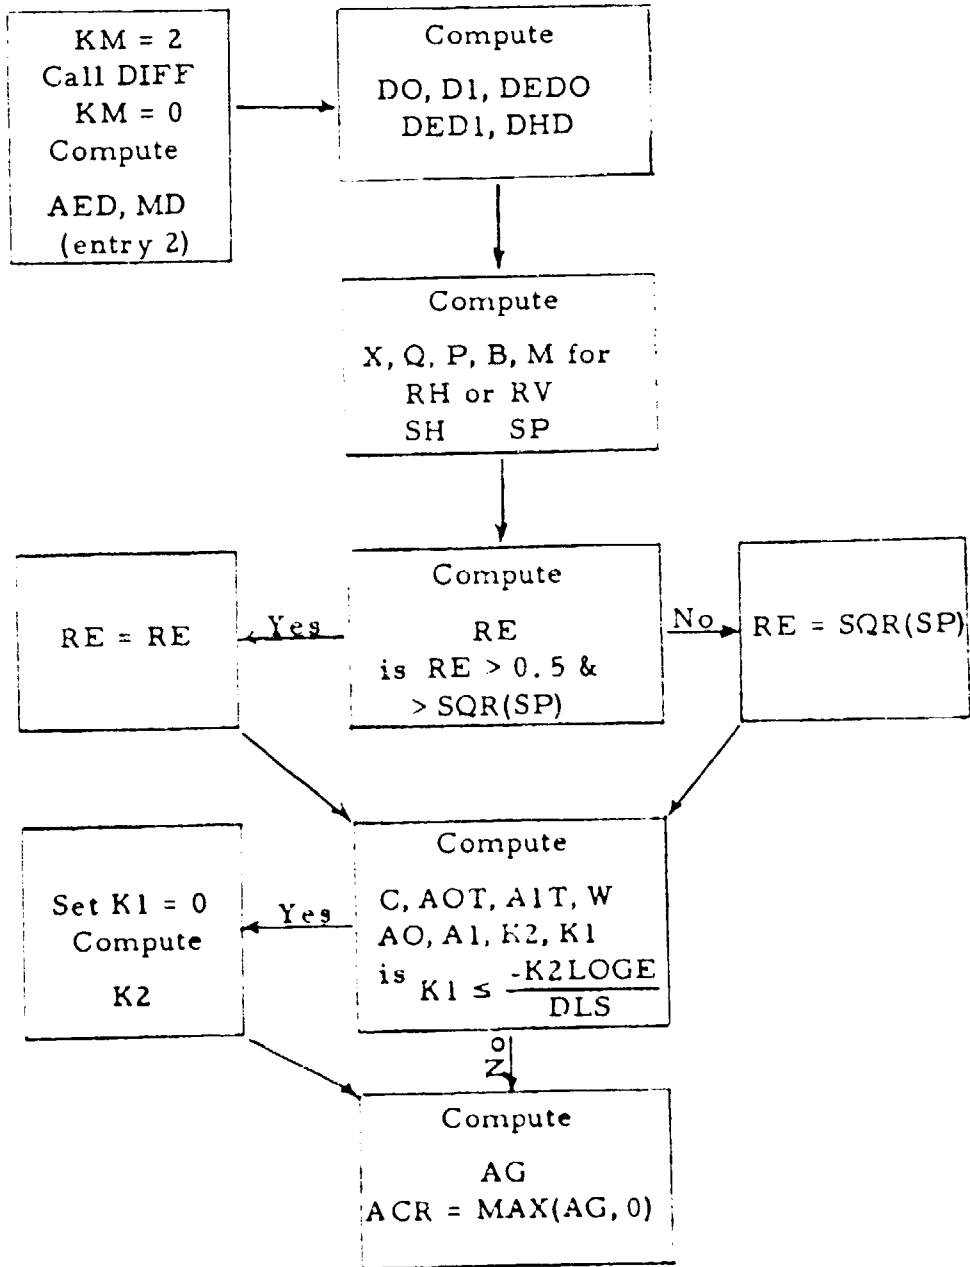 KM = 2
Call DIFF
KM = 0
Compute
AED, MD
(entry 2)
Compute
DO, D1, DEDO
DED1, DHD
Compute
X, Q, P, B, M for
RH or RV
SH SP
Compute
RE
is RE > 0.5 &
> SQR(SP)
Yes
RE = RE
No
RE = SQR(SP)
Compute
C, AOT, A1T, W
AO, A1, K2, K1
is K1 ≤ -K2LOGE
DLS
Yes
Set K1 = 0
Compute
K2
No
Compute
AG
ACR = MAX(AG, 0)